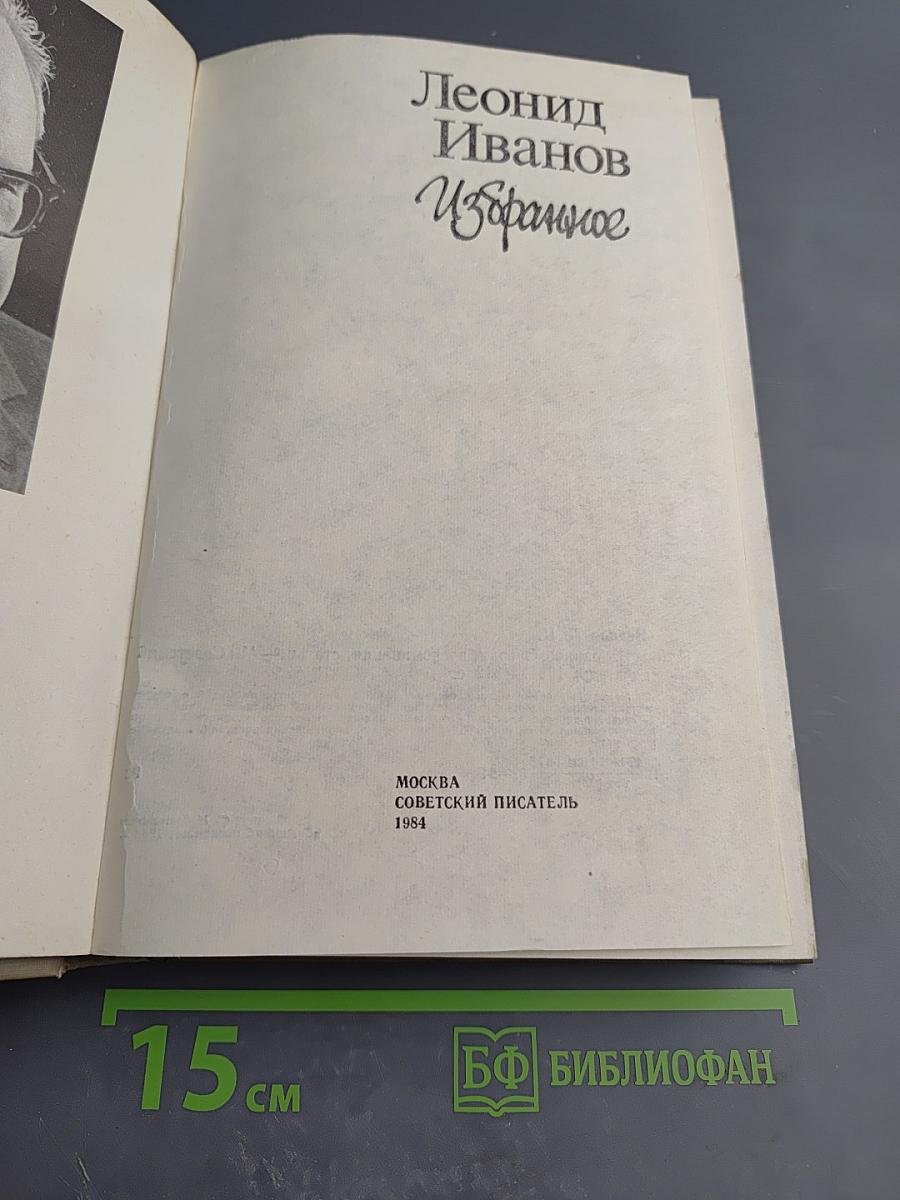 Леонид
Иванов
Избранное
МОСКВА
СОВЕТСКИЙ ПИСАТЕЛЬ
1984
15 см
БФ БИБЛИОФАН